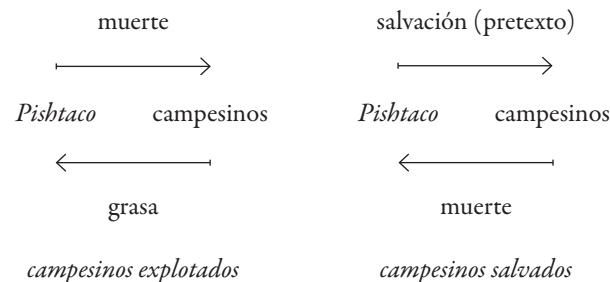 muerte
salvación (pretexto)
Pishtaco campesinos
Pishtaco campesinos
grasa
muerte
campesinos explotados
campesinos salvados